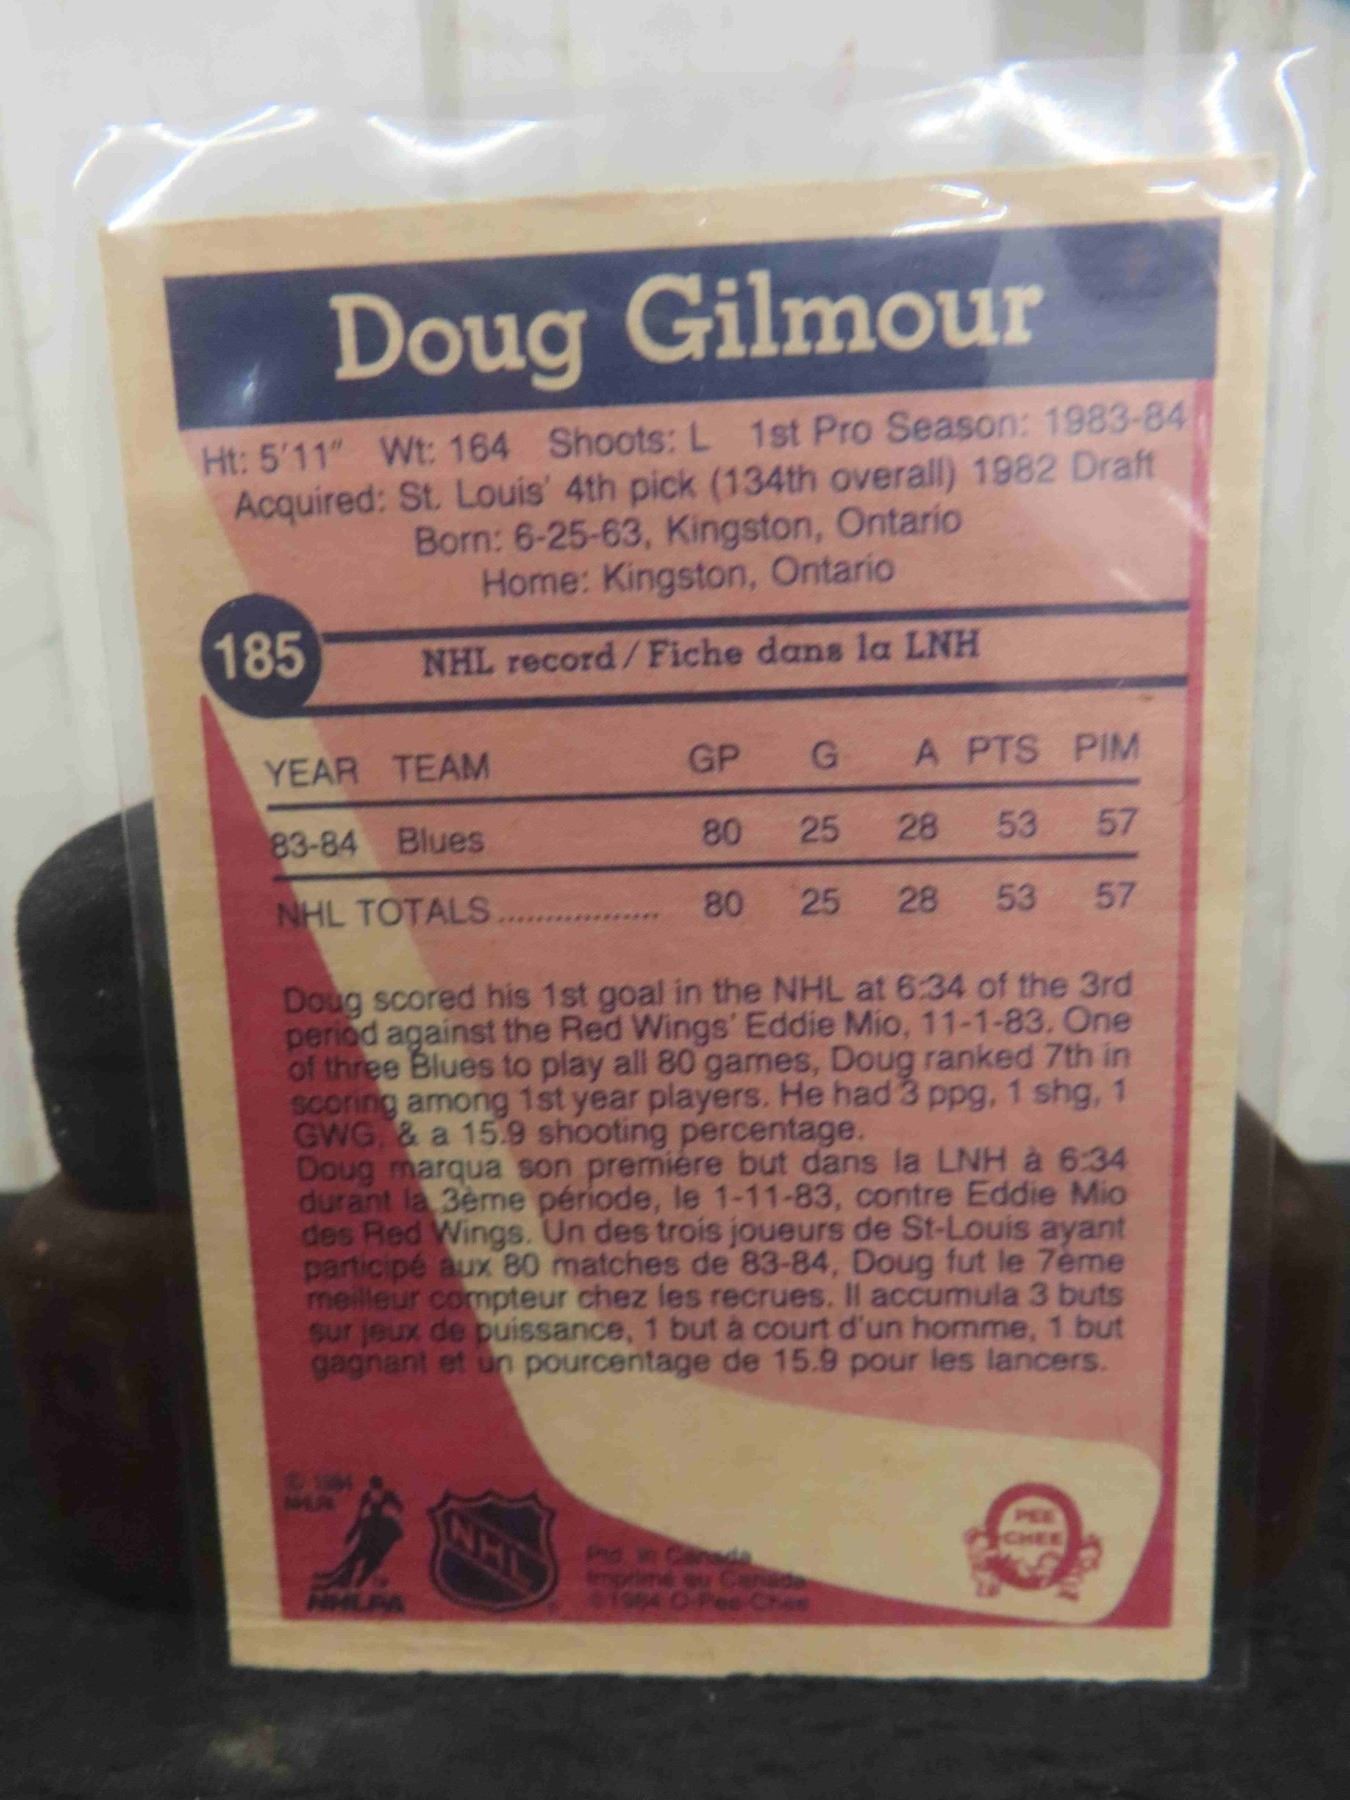 Doug Gilmour
Ht: 5'11" Wt: 164 Shoots: L 1st Pro Season: 1983-84
Acquired: St. Louis' 4th pick (134th overall) 1982 Draft
Born: 6-25-63, Kingston, Ontario
Home: Kingston, Ontario
185
NHL record/Fiche dans la LNH
YEAR TEAM GP G A PTS PIM
83-84 Blues 80 25 28 53 57
NHL TOTALS ................. 80 25 28 53 57
Doug scored his 1st goal in the NHL at 6:34 of the 3rd
period against the Red Wings' Eddie Mio, 11-1-83. One
of three Blues to play all 80 games, Doug ranked 7th in
scoring among 1st year players. He had 3 ppg, 1 shg, 1
GWG, & a 15.9 shooting percentage.
Doug marqua son première but dans la LNH à 6:34
durant la 3ème période, le 1-11-83, contre Eddie Mio
des Red Wings. Un des trois joueurs de St-Louis ayant
participé aux 80 matches de 83-84, Doug fut le 7ème
meilleur compteur chez les recrues. Il accumula 3 buts
sur jeux de puissance, 1 but à court d'un homme, 1 but
gagnant et un pourcentage de 15.9 pour les lancers.
© 1984
NHLPA
NHLPA
NHL
Ptd. in Canada
Imprimé au Canada
©1984 O-Pee-Chee
PEE
CHEE